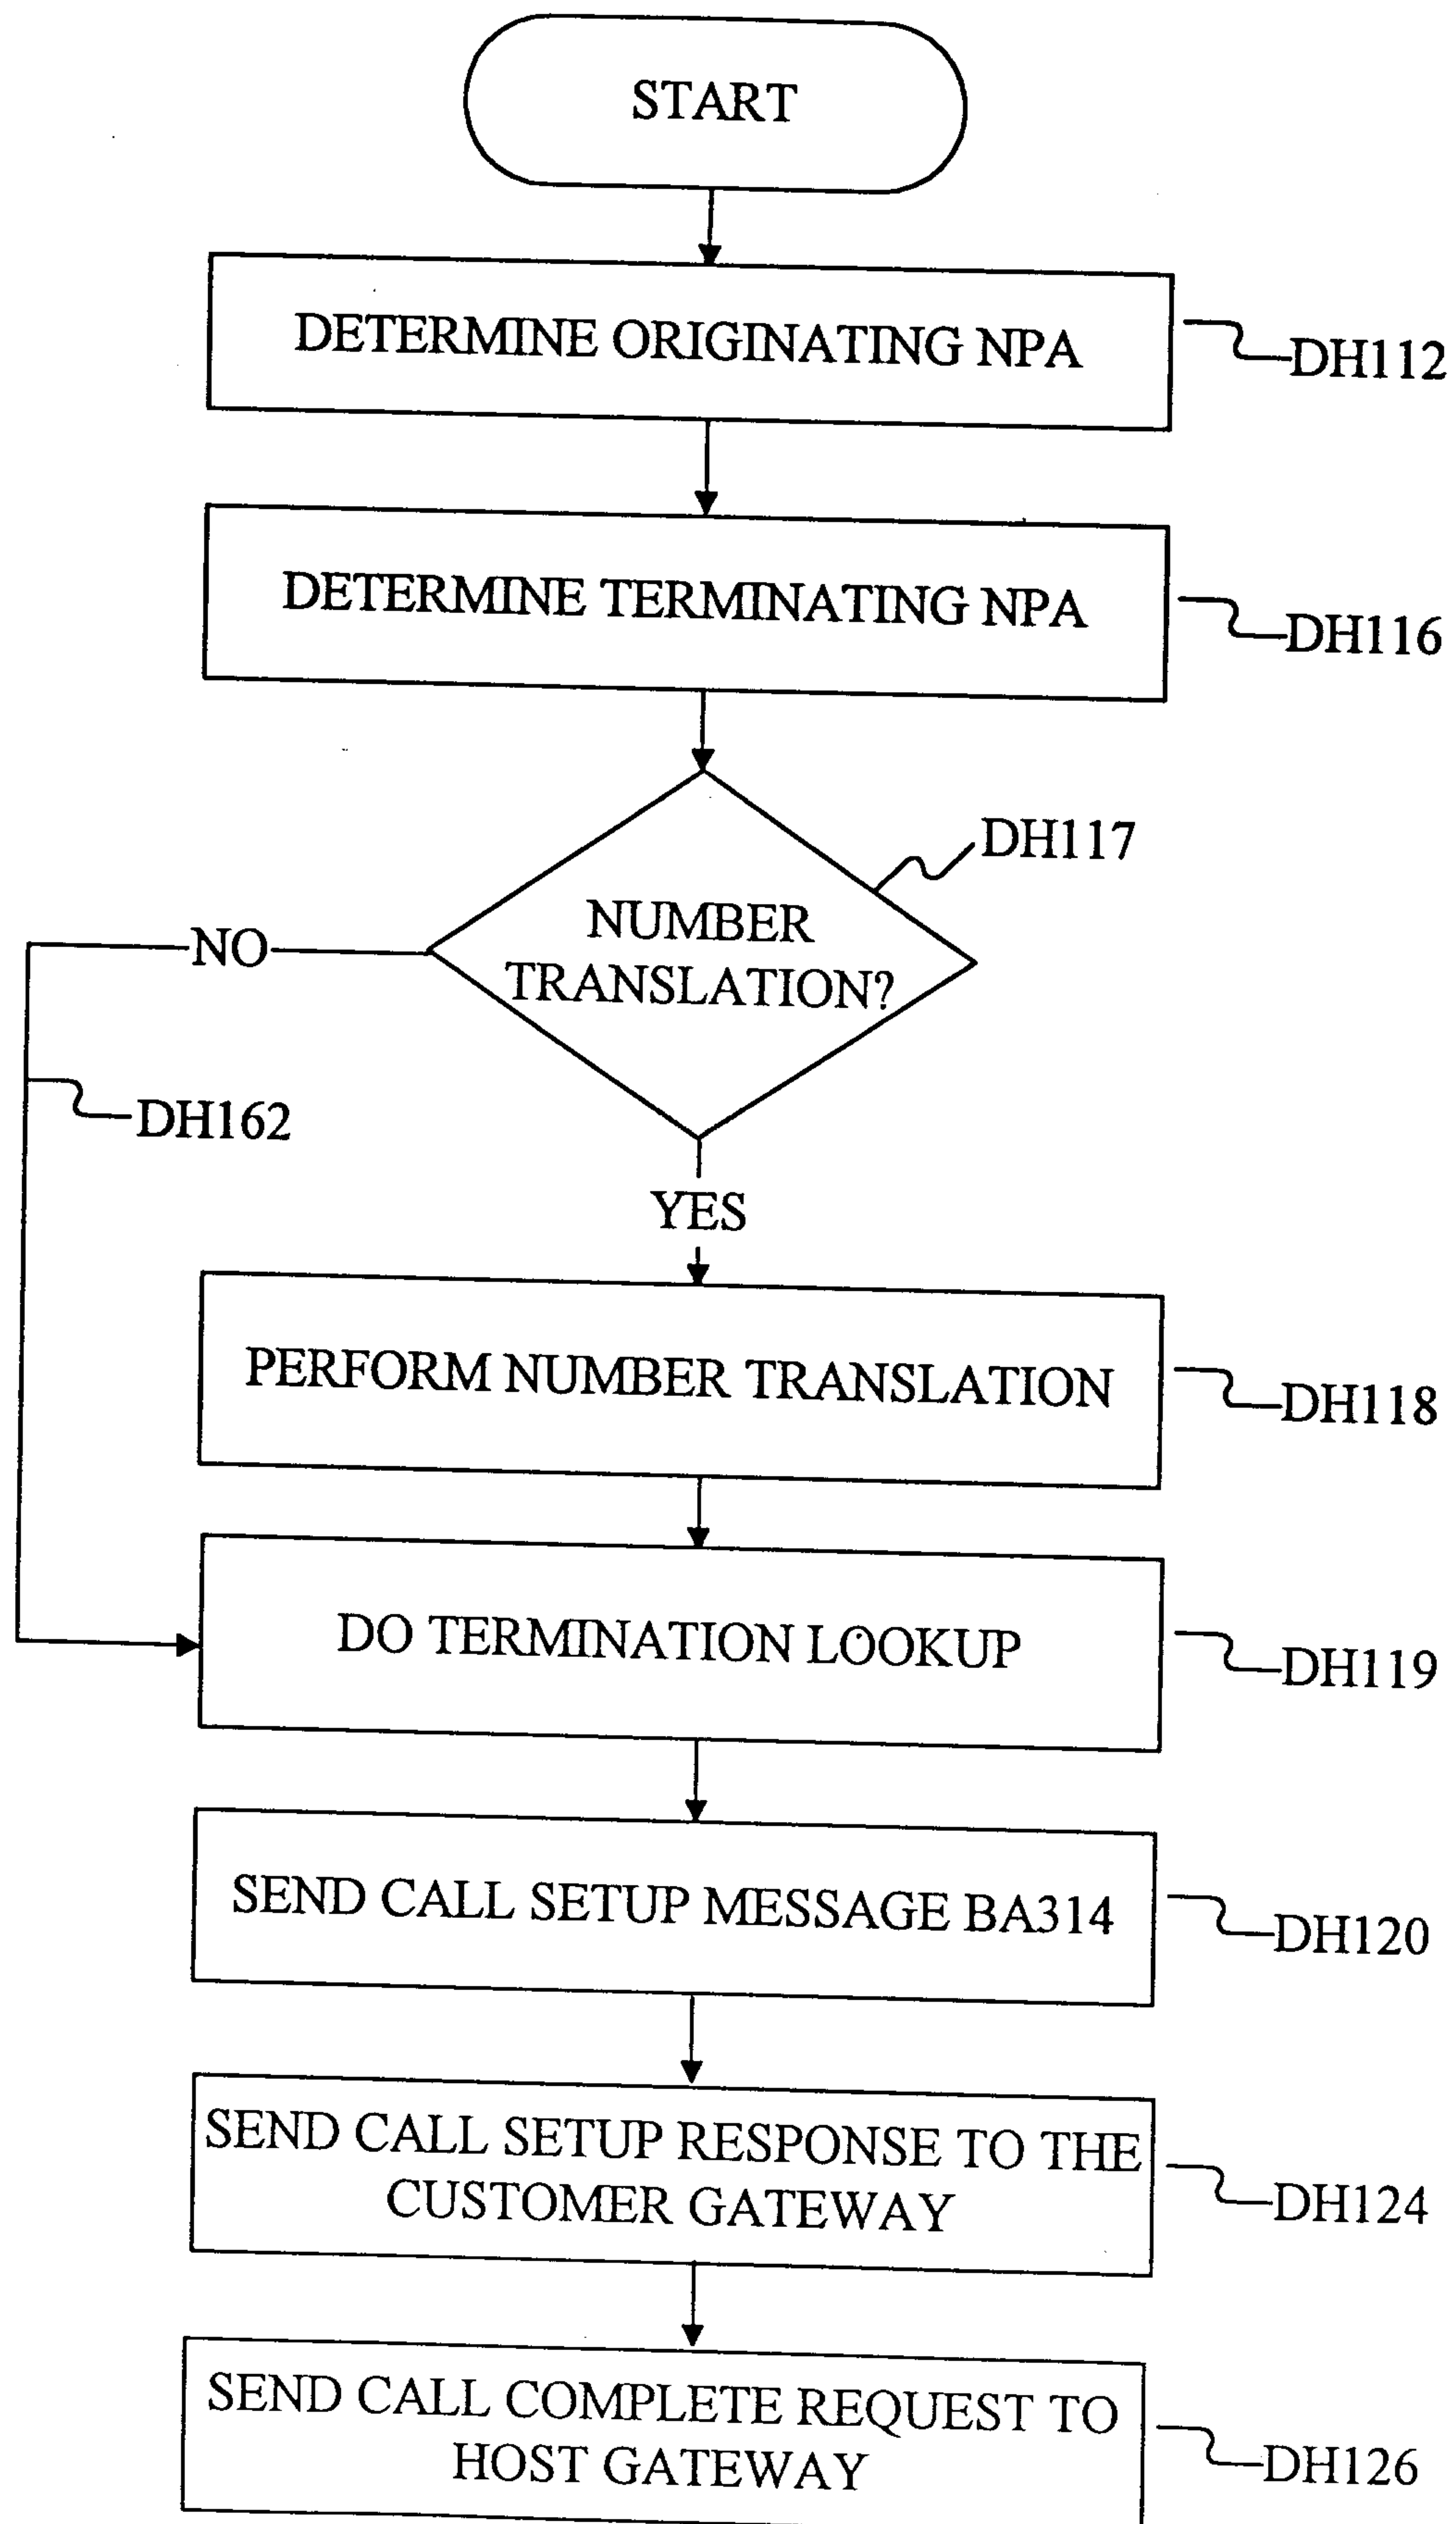 START
DETERMINE ORIGINATING NPA
DH112
DETERMINE TERMINATING NPA
DH116
DH117
NUMBER
TRANSLATION?
NO
DH162
YES
PERFORM NUMBER TRANSLATION
DH118
DO TERMINATION LOOKUP
DH119
SEND CALL SETUP MESSAGE BA314
DH120
SEND CALL SETUP RESPONSE TO THE
CUSTOMER GATEWAY
DH124
SEND CALL COMPLETE REQUEST TO
HOST GATEWAY
DH126